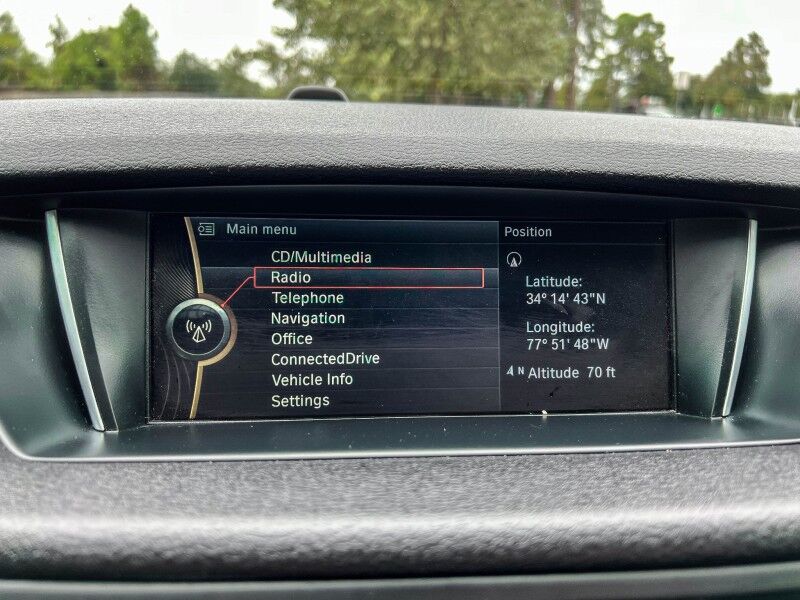 Main menu
CD/Multimedia
Radio
Telephone
Navigation
Office
ConnectedDrive
Vehicle Info
Settings
Position
Latitude:
34° 14' 43"N
Longitude:
77° 51' 48"W
N Altitude 70 ft